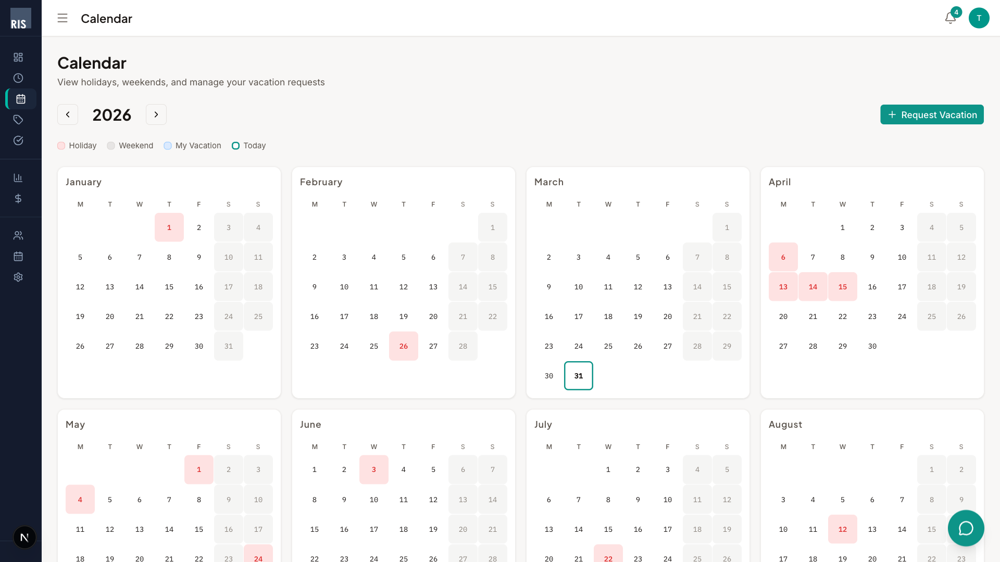 RIS
Calendar
4
T
Calendar
View holidays, weekends, and manage your vacation requests
2026
Request Vacation
Holiday
Weekend
My Vacation
Today
January
M T W T F S S
1 2 3 4
5 6 7 8 9 10 11
12 13 14 15 16 17 18
19 20 21 22 23 24 25
26 27 28 29 30 31
February
M T W T F S S
1
2 3 4 5 6 7 8
9 10 11 12 13 14 15
16 17 18 19 20 21 22
23 24 25 26 27 28
March
M T W T F S S
1
2 3 4 5 6 7 8
9 10 11 12 13 14 15
16 17 18 19 20 21 22
23 24 25 26 27 28 29
30 31
April
M T W T F S S
1 2 3 4 5
6 7 8 9 10 11 12
13 14 15 16 17 18 19
20 21 22 23 24 25 26
27 28 29 30
May
M T W T F S S
1 2 3
4 5 6 7 8 9 10
11 12 13 14 15 16 17
18 19 20 21 22 23 24
June
M T W T F S S
1 2 3 4 5 6 7
8 9 10 11 12 13 14
15 16 17 18 19 20 21
22 23 24 25 26 27 28
July
M T W T F S S
1 2 3 4 5
6 7 8 9 10 11 12
13 14 15 16 17 18 19
20 21 22 23 24 25 26
August
M T W T F S S
1 2
3 4 5 6 7 8 9
10 11 12 13 14 15
17 18 19 20 21 22 23
N